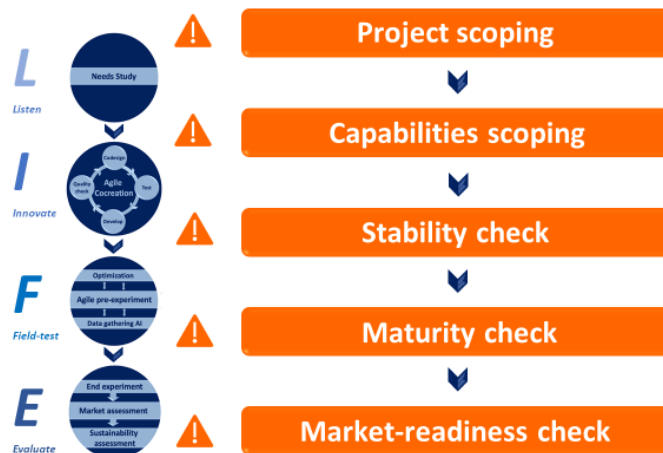 Project scoping
L
Listen
Needs Study
Capabilities scoping
I
Innovate
Codesign
Quality
check
Agile
Cocreation
Test
Develop
Stability check
F
Field-test
Optimization
Agile pre-experiment
Data gathering AI
Maturity check
E
Evaluate
End experiment
Market assessment
Sustainability
assessment
Market-readiness check